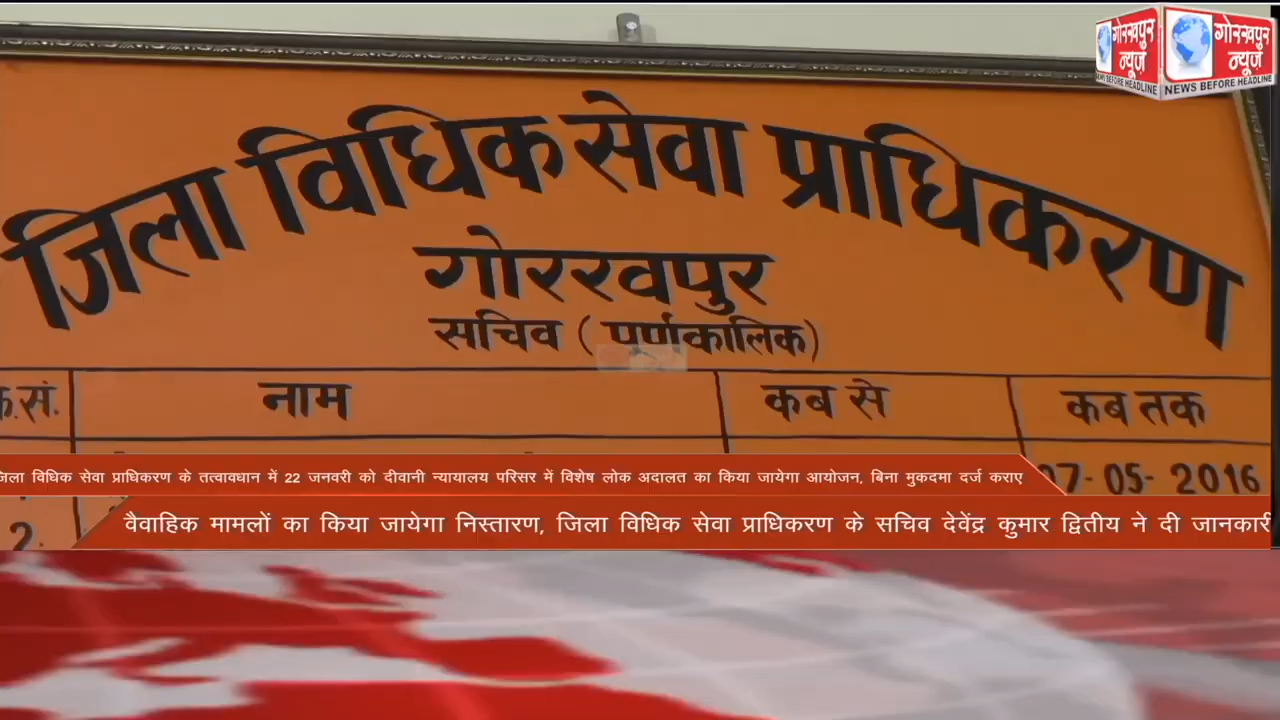 गोरखपुर
न्यूज़
NEWS BEFORE HEADLINE
गोरखपुर
न्यूज़
NEWS BEFORE HEADLINE
जिला विधिक सेवा प्राधिकरण
गोरखपुर
सचिव ( पूर्णकालिक)
क.सं. नाम कब से कब तक
07-05-2016
जिला विधिक सेवा प्राधिकरण के तत्वावधान में 22 जनवरी को दीवानी न्यायालय परिसर में विशेष लोक अदालत का किया जायेगा आयोजन, बिना मुकदमा दर्ज कराए
2.
वैवाहिक मामलों का किया जायेगा निस्तारण, जिला विधिक सेवा प्राधिकरण के सचिव देवेंद्र कुमार द्वितीय ने दी जानकारी